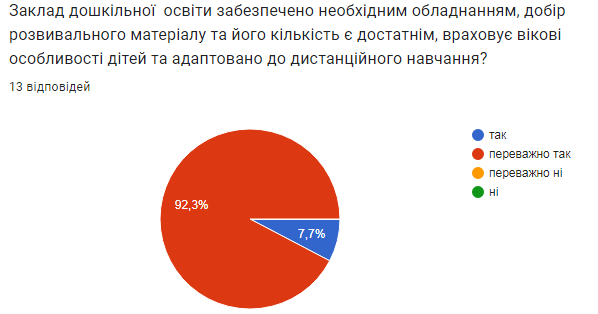 Заклад дошкільної освіти забезпечено необхідним обладнанням, добір
розвивального матеріалу та його кількість є достатнім, враховує вікові
особливості дітей та адаптовано до дистанційного навчання?
13 відповідей
так
переважно так
переважно ні
ні
92,3%
7,7%